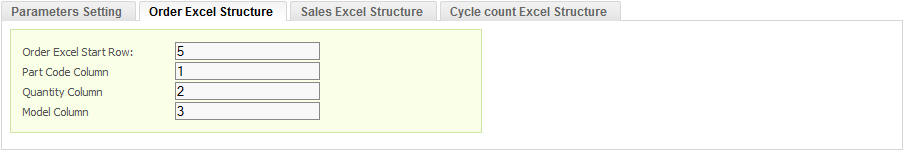 Parameters Setting Order Excel Structure Sales Excel Structure Cycle count Excel Structure
Order Excel Start Row: 5
Part Code Column 1
Quantity Column 2
Model Column 3